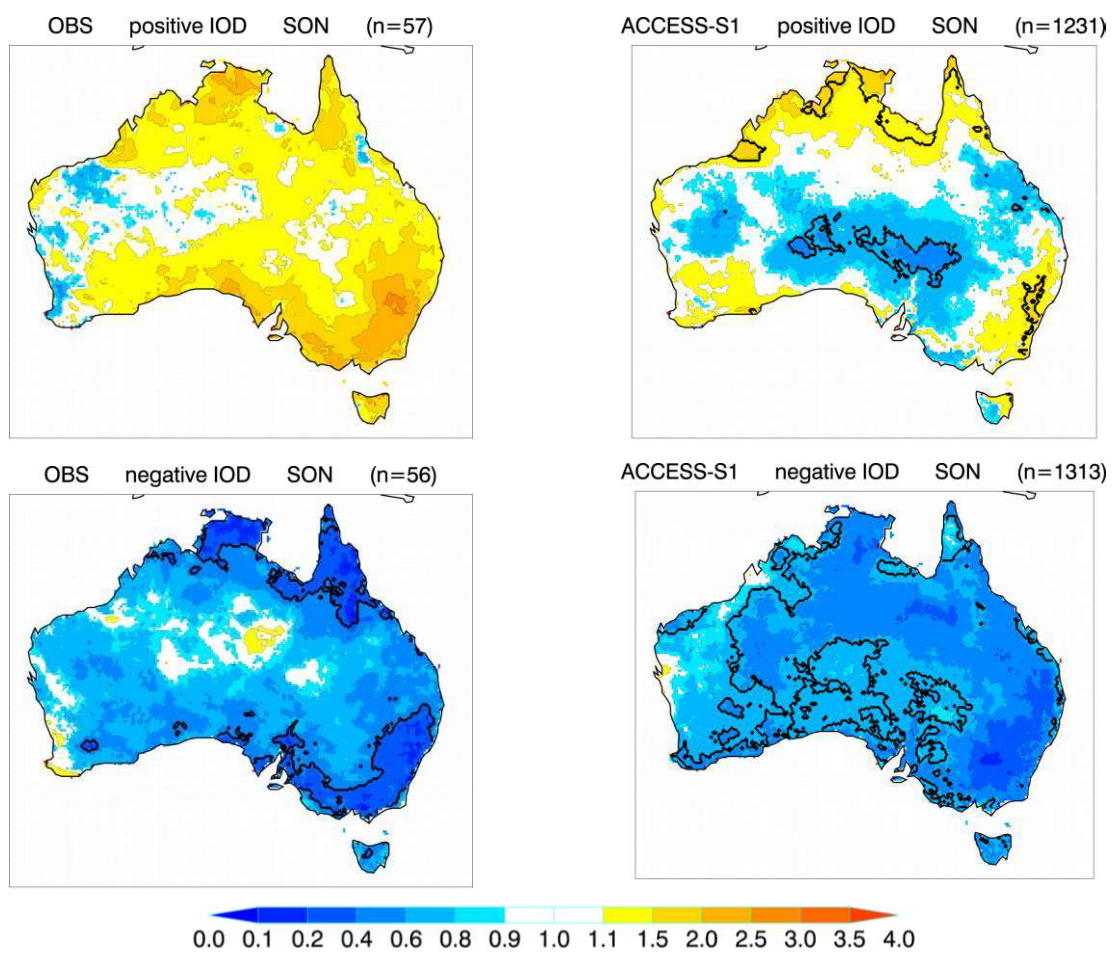 OBS positive IOD SON (n=57)
ACCESS-S1 positive IOD SON (n=1231)
OBS negative IOD SON (n=56)
ACCESS-S1 negative IOD SON (n=1313)
0.0 0.1 0.2 0.4 0.6 0.8 0.9 1.0 1.1 1.5 2.0 2.5 3.0 3.5 4.0